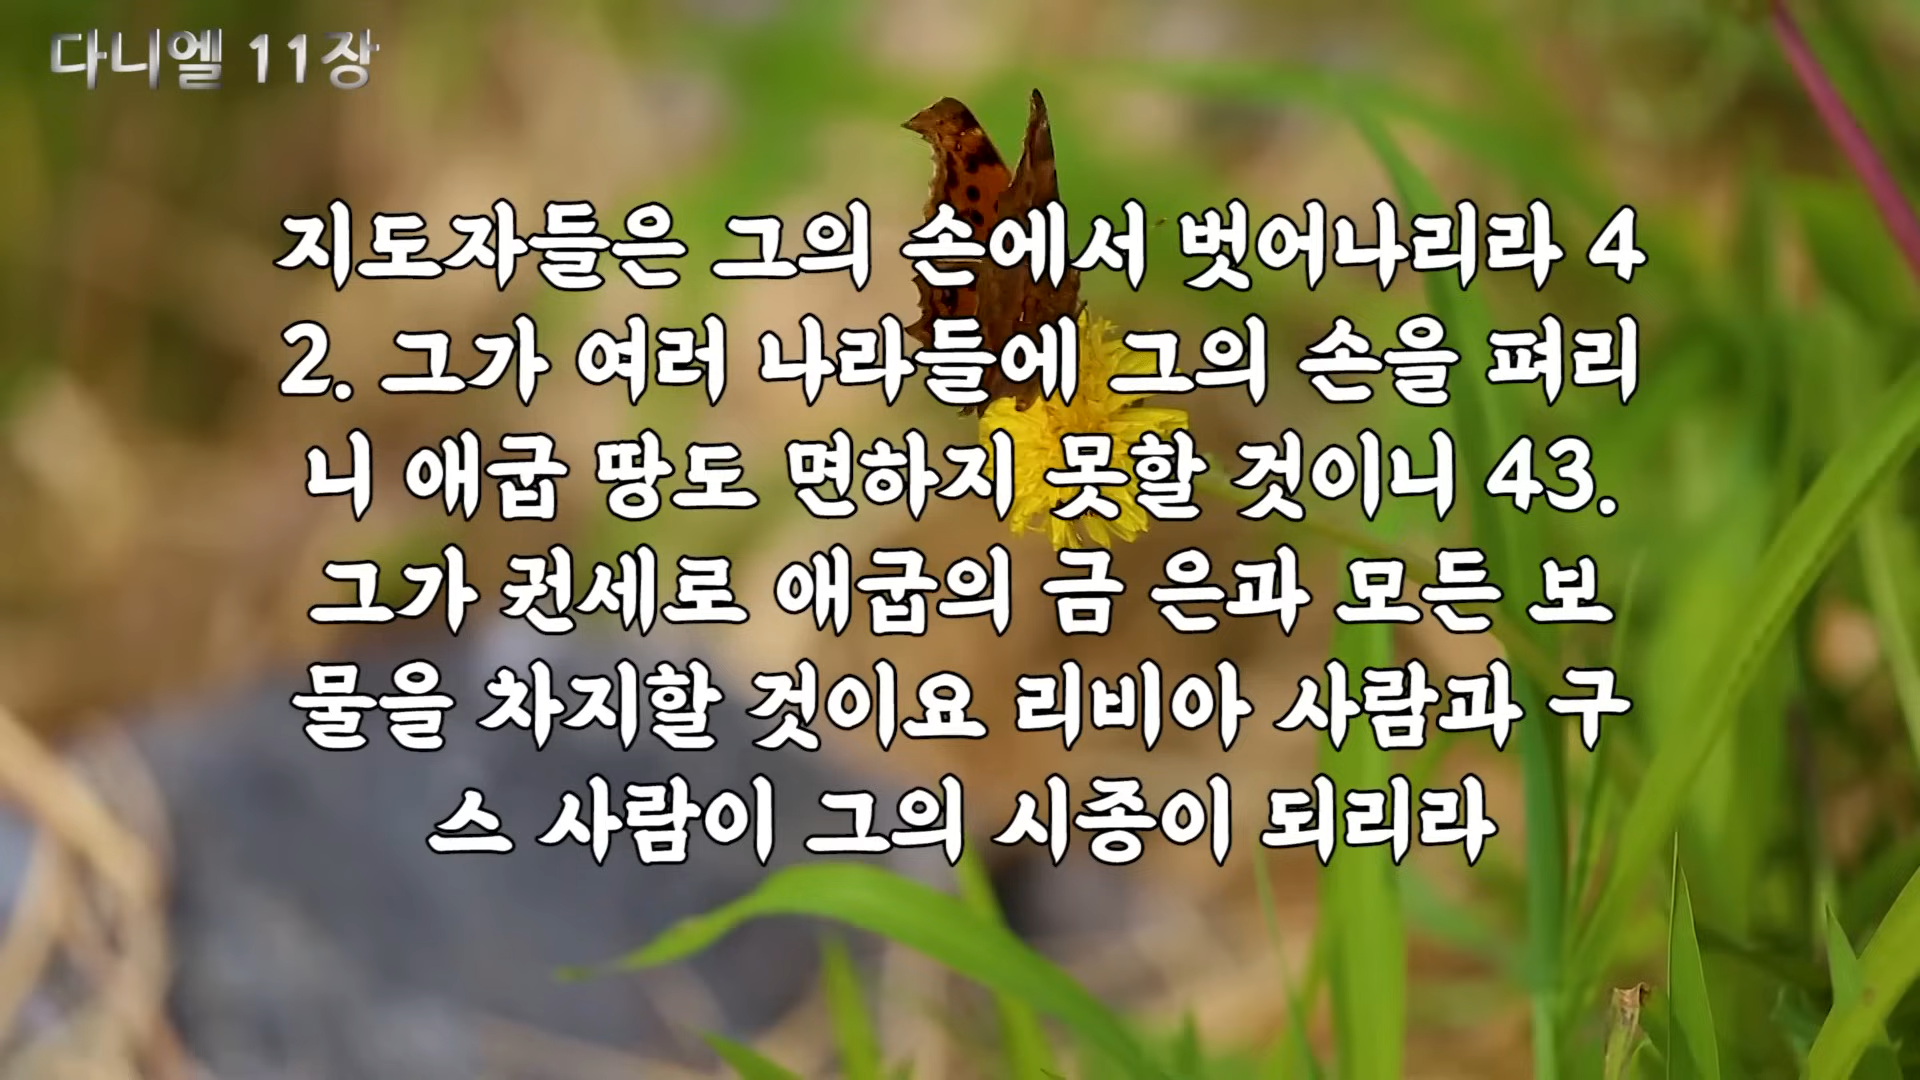 다니엘 11장
지도자들은 그의 손에서 벗어나리라 4
2. 그가 여러 나라들에 그의 손을 펴리
니 애굽 땅도 면하지 못할 것이니 43.
그가 권세로 애굽의 금 은과 모든 보
물을 차지할 것이요 리비아 사람과 구
스 사람이 그의 시종이 되리라